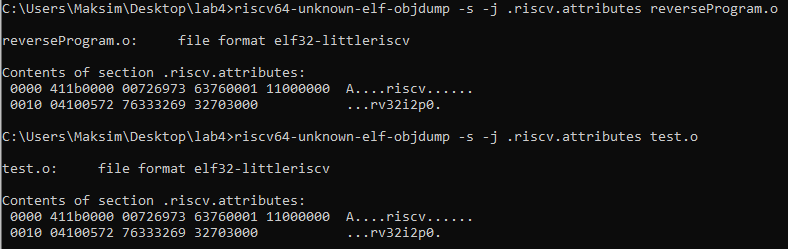 C:\Users\Maksim\Desktop\lab4>riscv64-unknown-elf-objdump -s -j .riscv.attributes reverseProgram.o
reverseProgram.o:     file format elf32-littleriscv
Contents of section .riscv.attributes:
 0000 411b0000 00726973 63760001 11000000  A....riscv......
 0010 04100572 76333269 32703000           ...rv32i2p0.
C:\Users\Maksim\Desktop\lab4>riscv64-unknown-elf-objdump -s -j .riscv.attributes test.o
test.o:     file format elf32-littleriscv
Contents of section .riscv.attributes:
 0000 411b0000 00726973 63760001 11000000  A....riscv......
 0010 04100572 76333269 32703000           ...rv32i2p0.